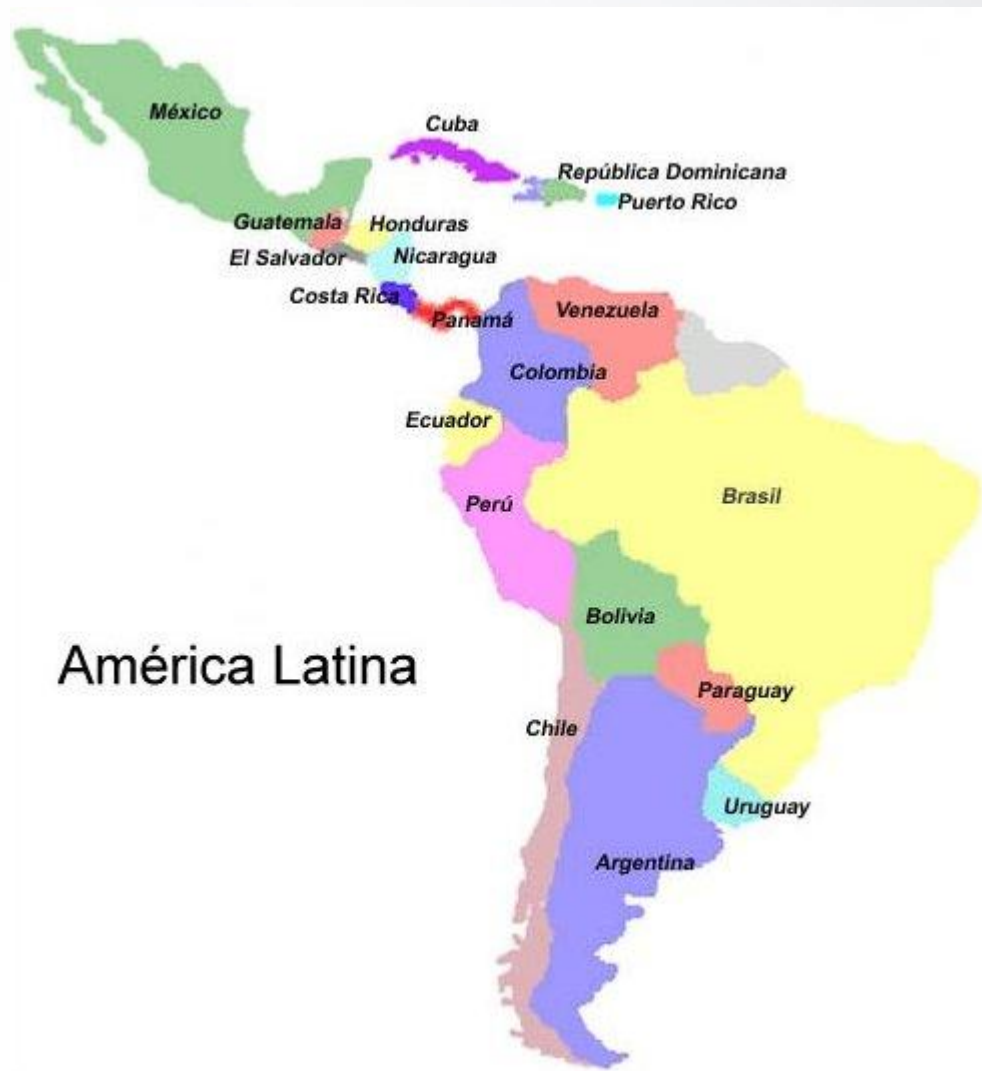 México
Cuba
República Dominicana
Puerto Rico
Guatemala
Honduras
El Salvador
Nicaragua
Costa Rica
Panamá
Venezuela
Colombia
Ecuador
Brasil
Perú
Bolivia
América Latina
Paraguay
Chile
Uruguay
Argentina